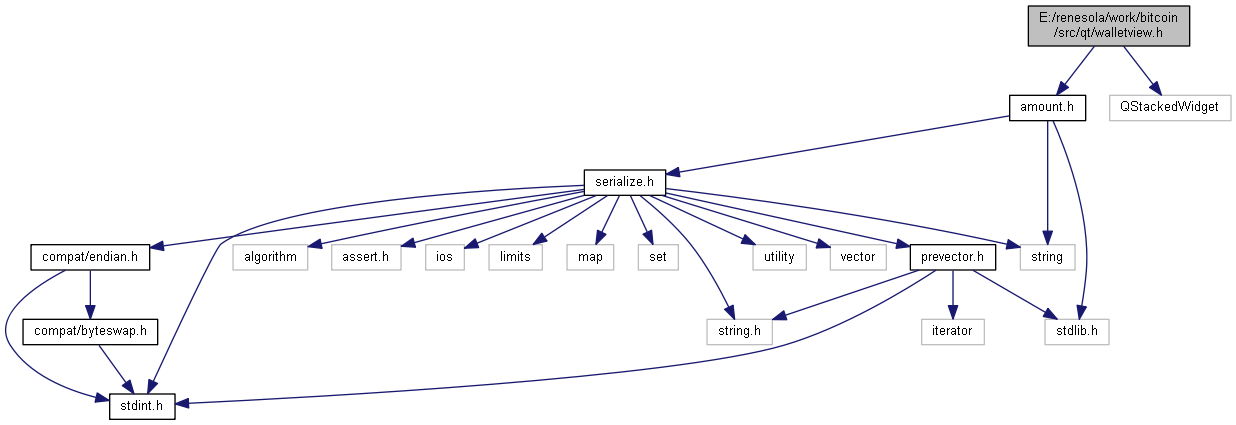 E:/renesola/work/bitcoin
/src/qt/walletview.h
amount.h
QStackedWidget
serialize.h
compat/endian.h
algorithm
assert.h
ios
limits
map
set
utility
vector
prevector.h
string
compat/byteswap.h
string.h
iterator
stdlib.h
stdint.h